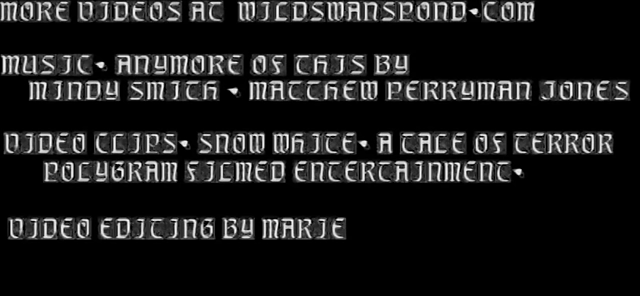 MORE VIDEOS AT WILDSWANSPOND.COM
MUSIC. ANYMORE OF THIS BY
MINDY SMITH . MATTHEW PERRYMAN JONES
VIDEO CLIPS. SNOW WHITE. A TALE OF TERROR
POLYGRAM FILMED ENTERTAINMENT.
VIDEO EDITING BY MARIE